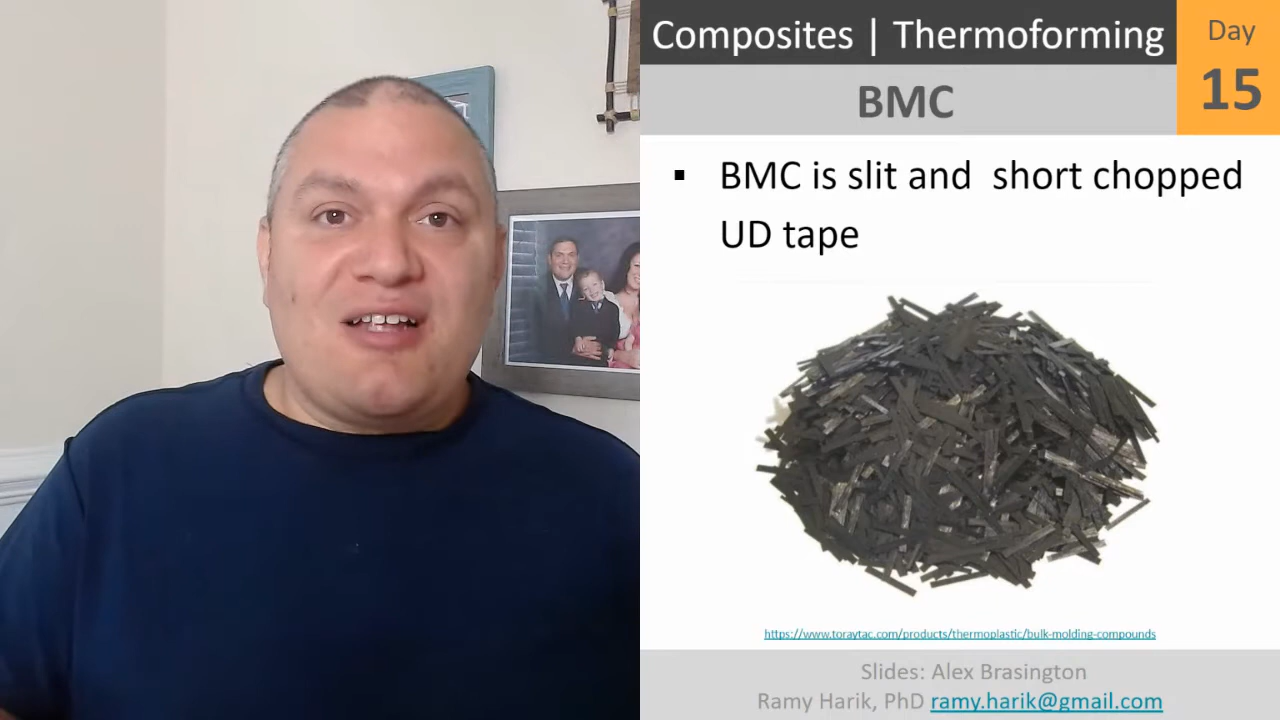 Composites | Thermoforming
Day
15
BMC
▪ BMC is slit and short chopped
UD tape
https://www.toraytac.com/products/thermoplastic/bulk-molding-compounds
Slides: Alex Brasington
Ramy Harik, PhD ramy.harik@gmail.com